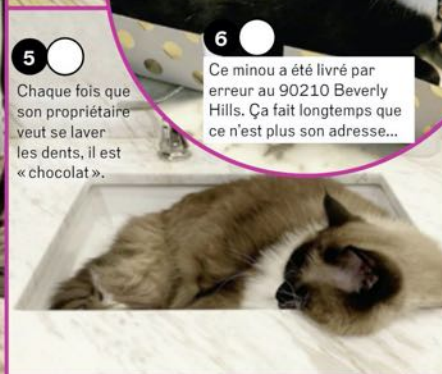 5
Chaque fois que
son propriétaire
veut se laver
les dents, il est
« chocolat ».
6
Ce minou a été livré par
erreur au 90210 Beverly
Hills. Ça fait longtemps que
ce n'est plus son adresse...